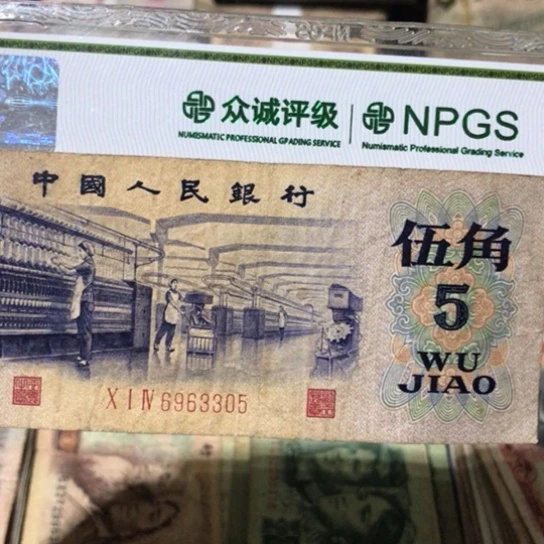 众诚评级
NUMISMATIC PROFESSIONAL GPADING SERVICE
NPGS
Numismatic Professional Grading Service
中國人民銀行
伍角
5
WU
JIAO
X I IV 6963305